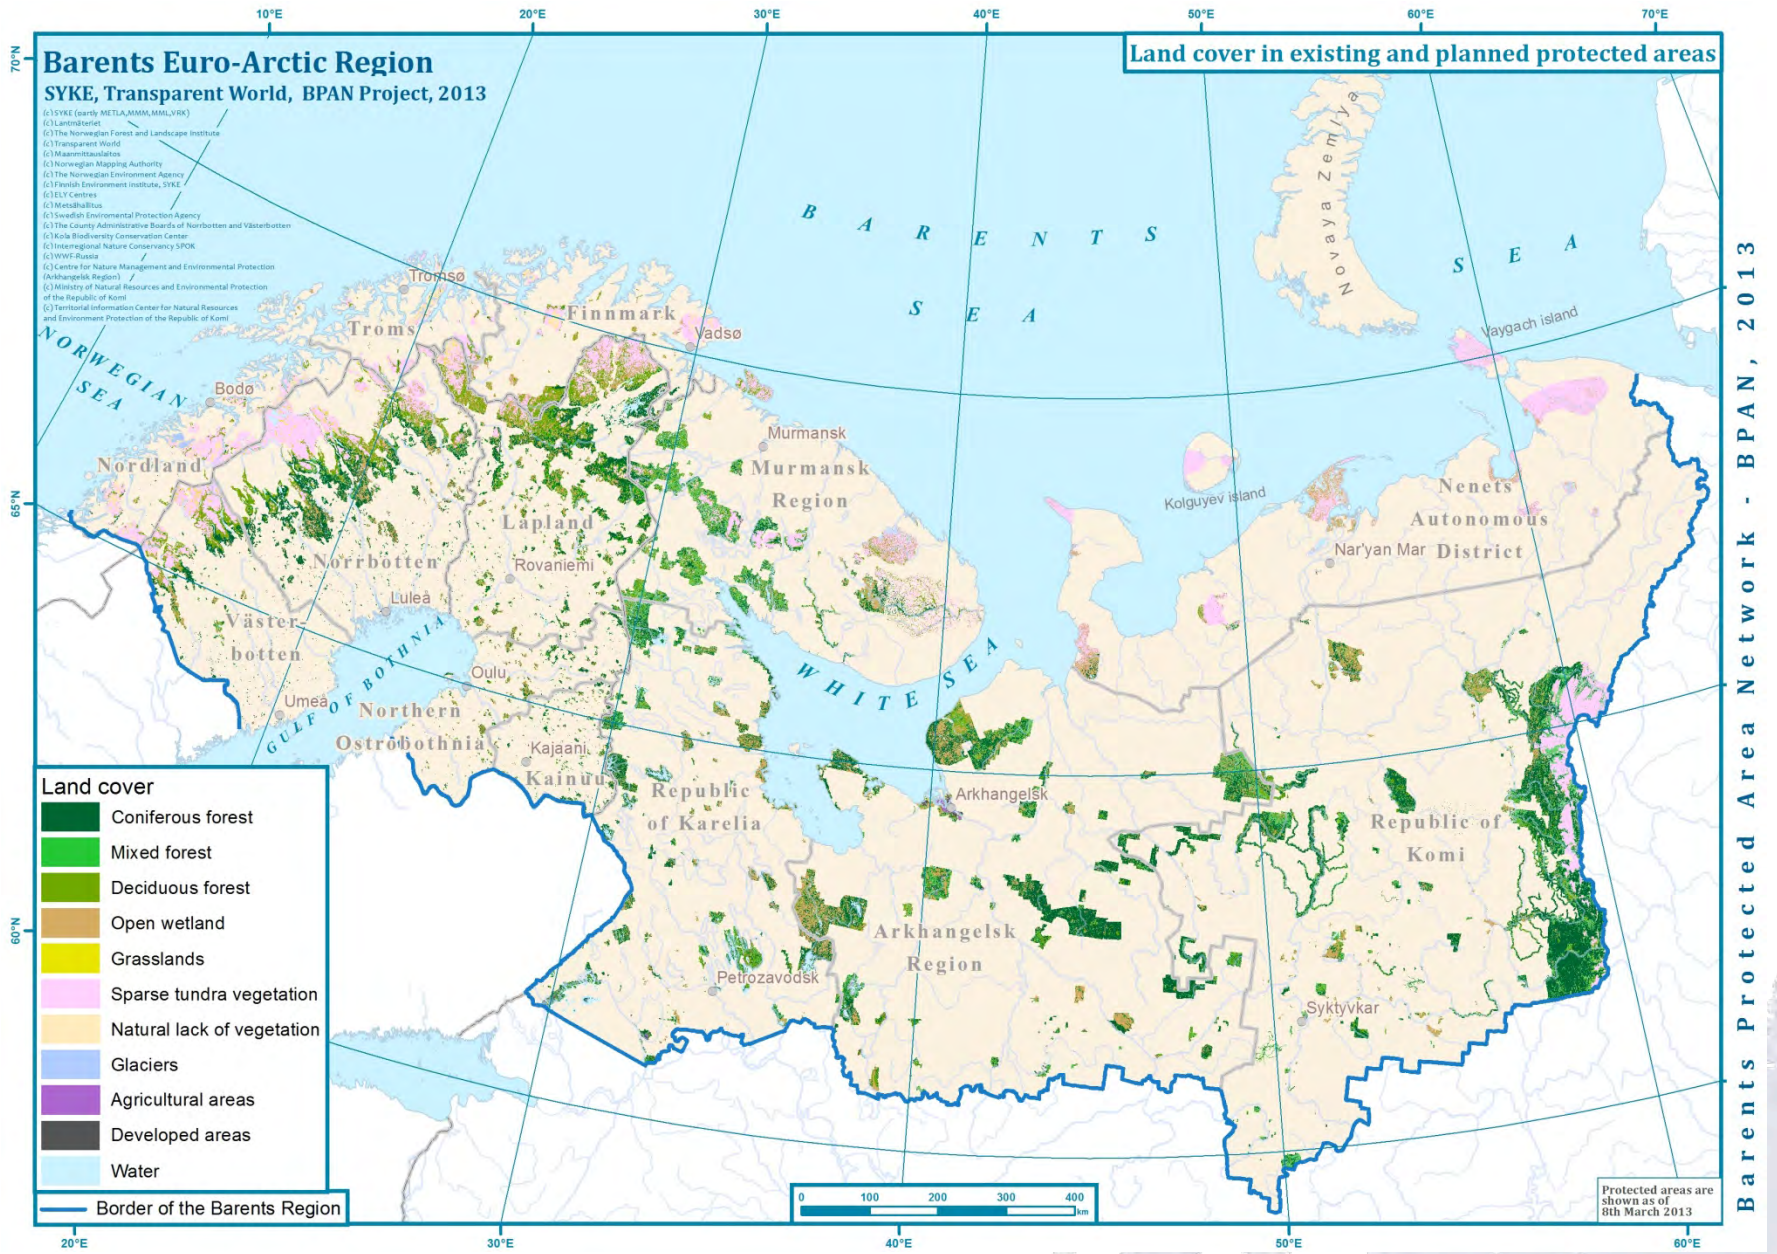 10°E
20°E
30°E
40°E
50°E
60°E
70°E
70°N
65°N
60°N
Barents Euro-Arctic Region
SYKE, Transparent World, BPAN Project, 2013
(c) SYKE (partly METLA,MMM,MML,VRK)
(c) Lantmäteriet
(c) The Norwegian Forest and Landscape Institute
(c) Transparent World
(c) Maanmittauslaitos
(c) Norwegian Mapping Authority
(c) The Norwegian Environment Agency
(c) Finnish Environment Institute, SYKE
(c) ELY Centres
(c) Metsähallitus
(c) Swedish Enviromental Protection Agency
(c) The County Administrative Boards of Norrbotten and Västerbotten
(c) Kola Biodiversity Conservation Center
(c) Interregional Nature Conservancy SPOK
(c) WWF-Russia
(c) Centre for Nature Management and Environmental Protection
(Arkhangelsk Region)
(c) Ministry of Natural Resources and Environmental Protection
of the Republic of Komi
(c) Territorial Information Center for Natural Resources
and Environment Protection of the Republic of Komi
Land cover in existing and planned protected areas
Novaya Zemlya
BARENTS
SEA
SEA
NORWEGIAN
SEA
Tromsø
Troms
Finnmark
Vadsø
Vaygach island
Bodø
Nordland
Murmansk
Murmansk
Region
Kolguyev island
Nenets
Autonomous
District
Nar'yan Mar
Lapland
Norrbotten
Rovaniemi
Luleå
Väster-
botten
Umeå
GULF OF BOTHNIA
Oulu
Northern
Ostrobothnia
Kajaani
Kainuu
WHITE SEA
Republic
of Karelia
Arkhangelsk
Republic of
Komi
Arkhangelsk
Region
Petrozavodsk
Syktyvkar
Land cover
Coniferous forest
Mixed forest
Deciduous forest
Open wetland
Grasslands
Sparse tundra vegetation
Natural lack of vegetation
Glaciers
Agricultural areas
Developed areas
Water
Border of the Barents Region
0 100 200 300 400
km
Protected areas are
shown as of
8th March 2013
Barents Protected Area Network - BPAN, 2013
20°E
30°E
40°E
50°E
60°E